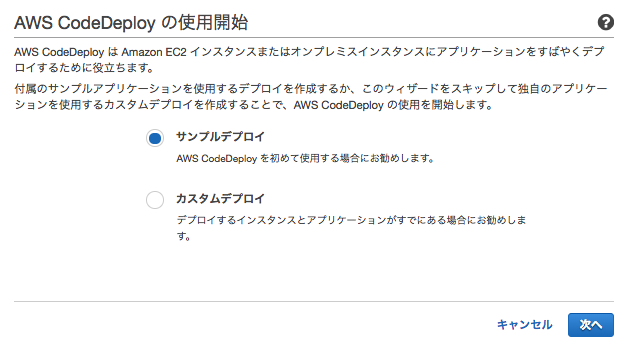 AWS CodeDeploy の使用開始
?
AWS CodeDeploy は Amazon EC2 インスタンスまたはオンプレミスインスタンスにアプリケーションをすばやくデプ
ロイするために役立ちます。
付属のサンプルアプリケーションを使用するデプロイを作成するか、このウィザードをスキップして独自のアプリケー
ションを使用するカスタムデプロイを作成することで、AWS CodeDeploy の使用を開始します。
サンプルデプロイ
AWS CodeDeploy を初めて使用する場合にお勧めします。
カスタムデプロイ
デプロイするインスタンスとアプリケーションがすでにある場合にお勧めしま
す。
キャンセル
次へ